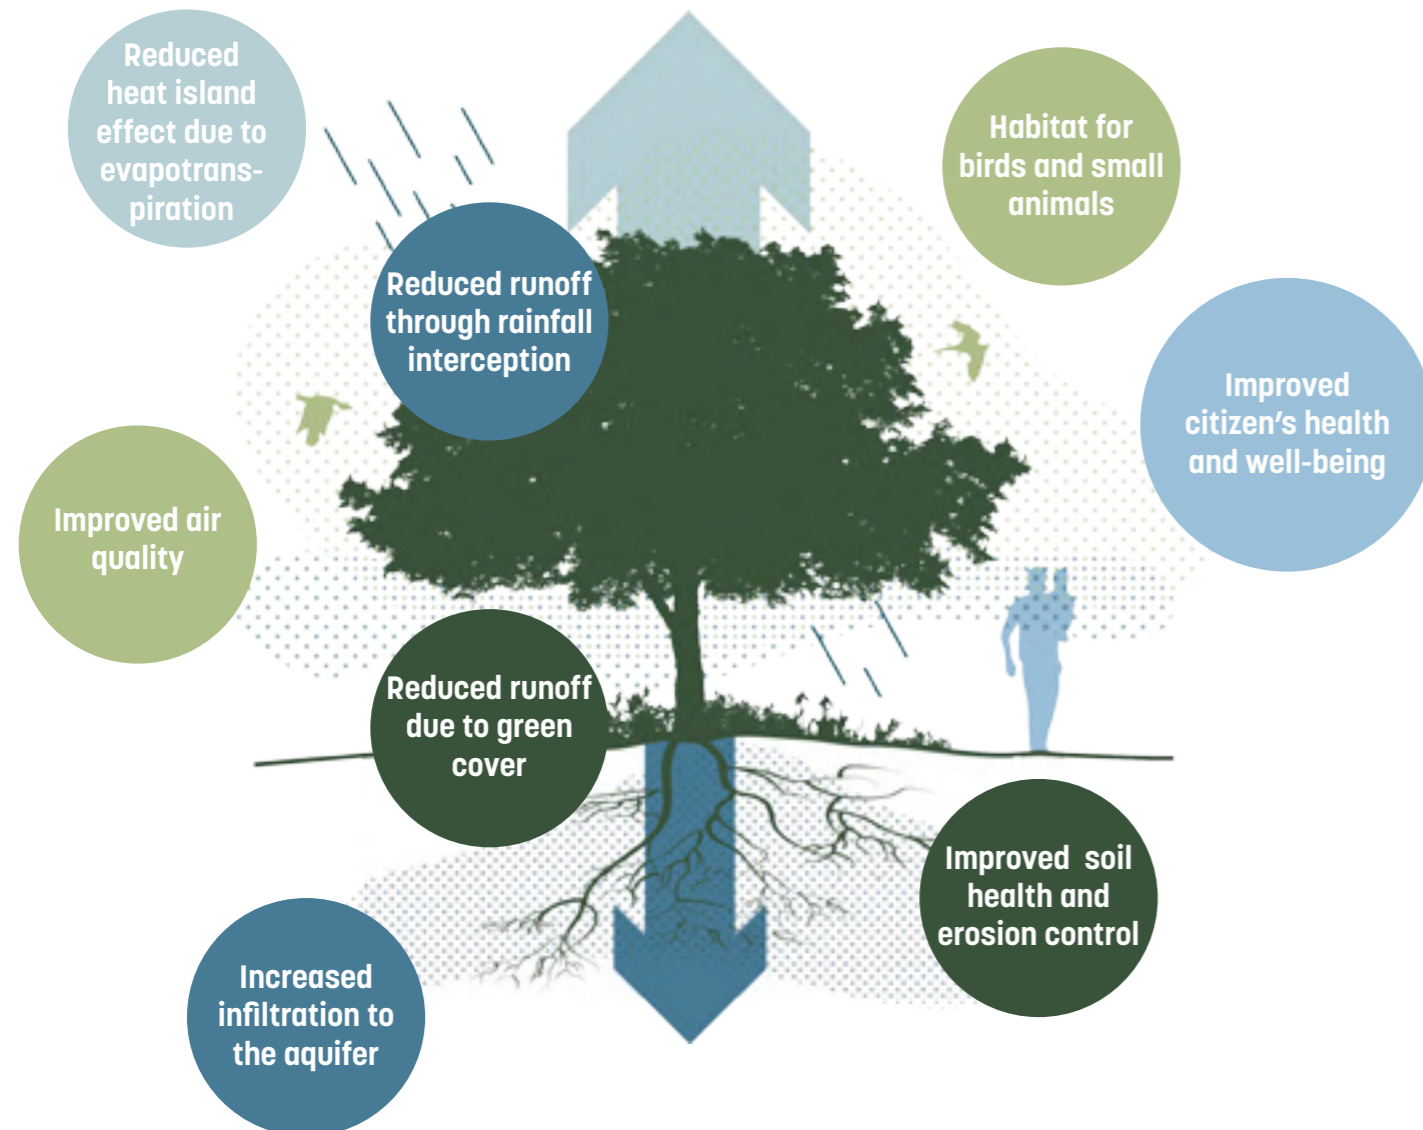 Reduced
heat island
effect due to
evapotrans-
piration
Habitat for
birds and small
animals
Reduced runoff
through rainfall
interception
Improved
citizen's health
and well-being
Improved air
quality
Reduced runoff
due to green
cover
Improved  soil
health and
erosion control
Increased
infiltration to
the aquifer